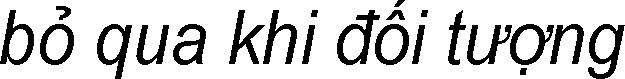 bỏ qua khi đối tượng